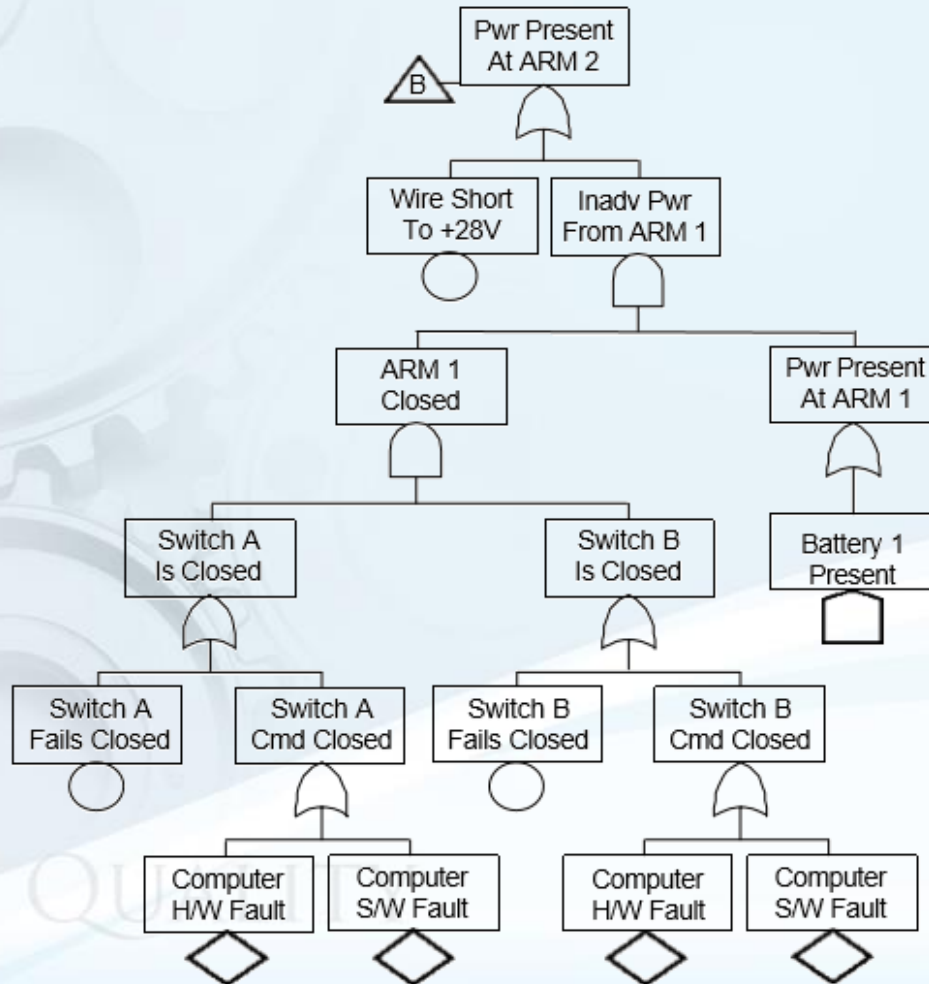 Pwr Present
At ARM 2
B
Wire Short
To +28V
Inadv Pwr
From ARM 1
ARM 1
Closed
Pwr Present
At ARM 1
Switch A
Is Closed
Switch B
Is Closed
Battery 1
Present
Switch A
Fails Closed
Switch A
Cmd Closed
Switch B
Fails Closed
Switch B
Cmd Closed
Computer
H/W Fault
Computer
S/W Fault
Computer
H/W Fault
Computer
S/W Fault
QUALITY